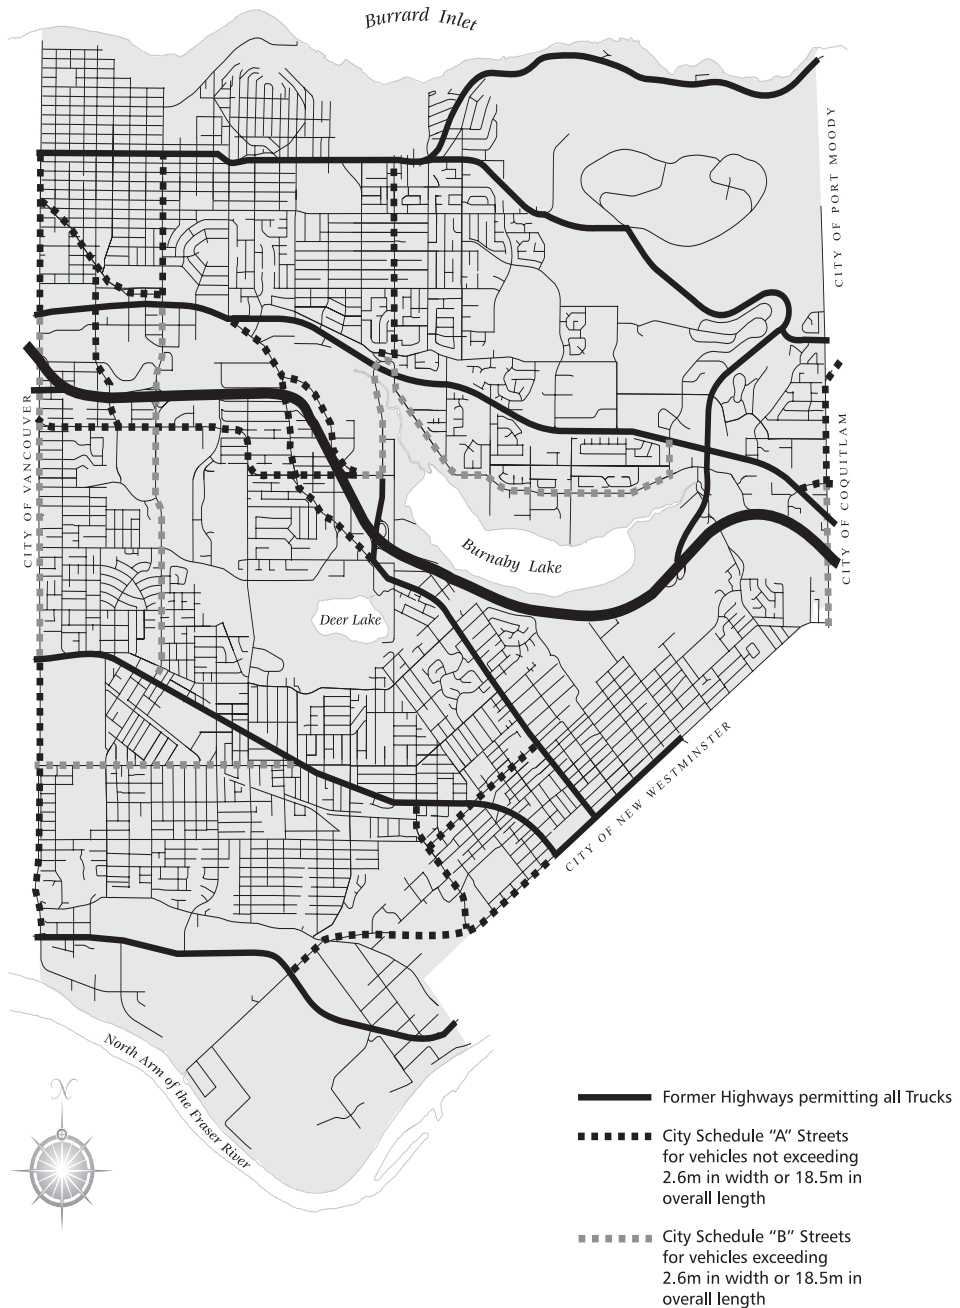 Burrard Inlet
CITY OF PORT MOODY
CITY OF VANCOUVER
CITY OF COQUITLAM
Burnaby Lake
Deer Lake
CITY OF NEW WESTMINSTER
North Arm of the Fraser River
N
Former Highways permitting all Trucks
City Schedule "A" Streets
for vehicles not exceeding
2.6m in width or 18.5m in
overall length
City Schedule "B" Streets
for vehicles exceeding
2.6m in width or 18.5m in
overall length